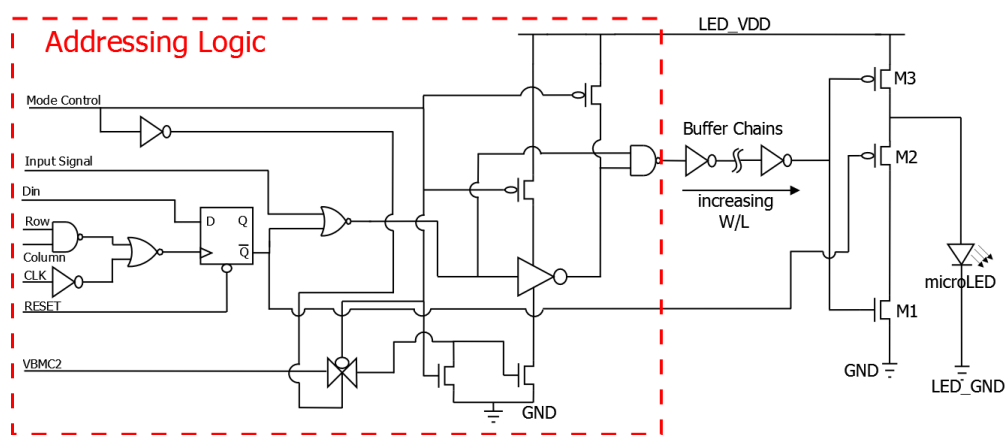 Addressing Logic
LED_VDD
Mode Control
M3
Buffer Chains
Input Signal
M2
Din
D Q
increasing
W/L
Row
Q
Column
CLK
microLED
RESET
M1
VBMC2
GND
LED_GND
GND